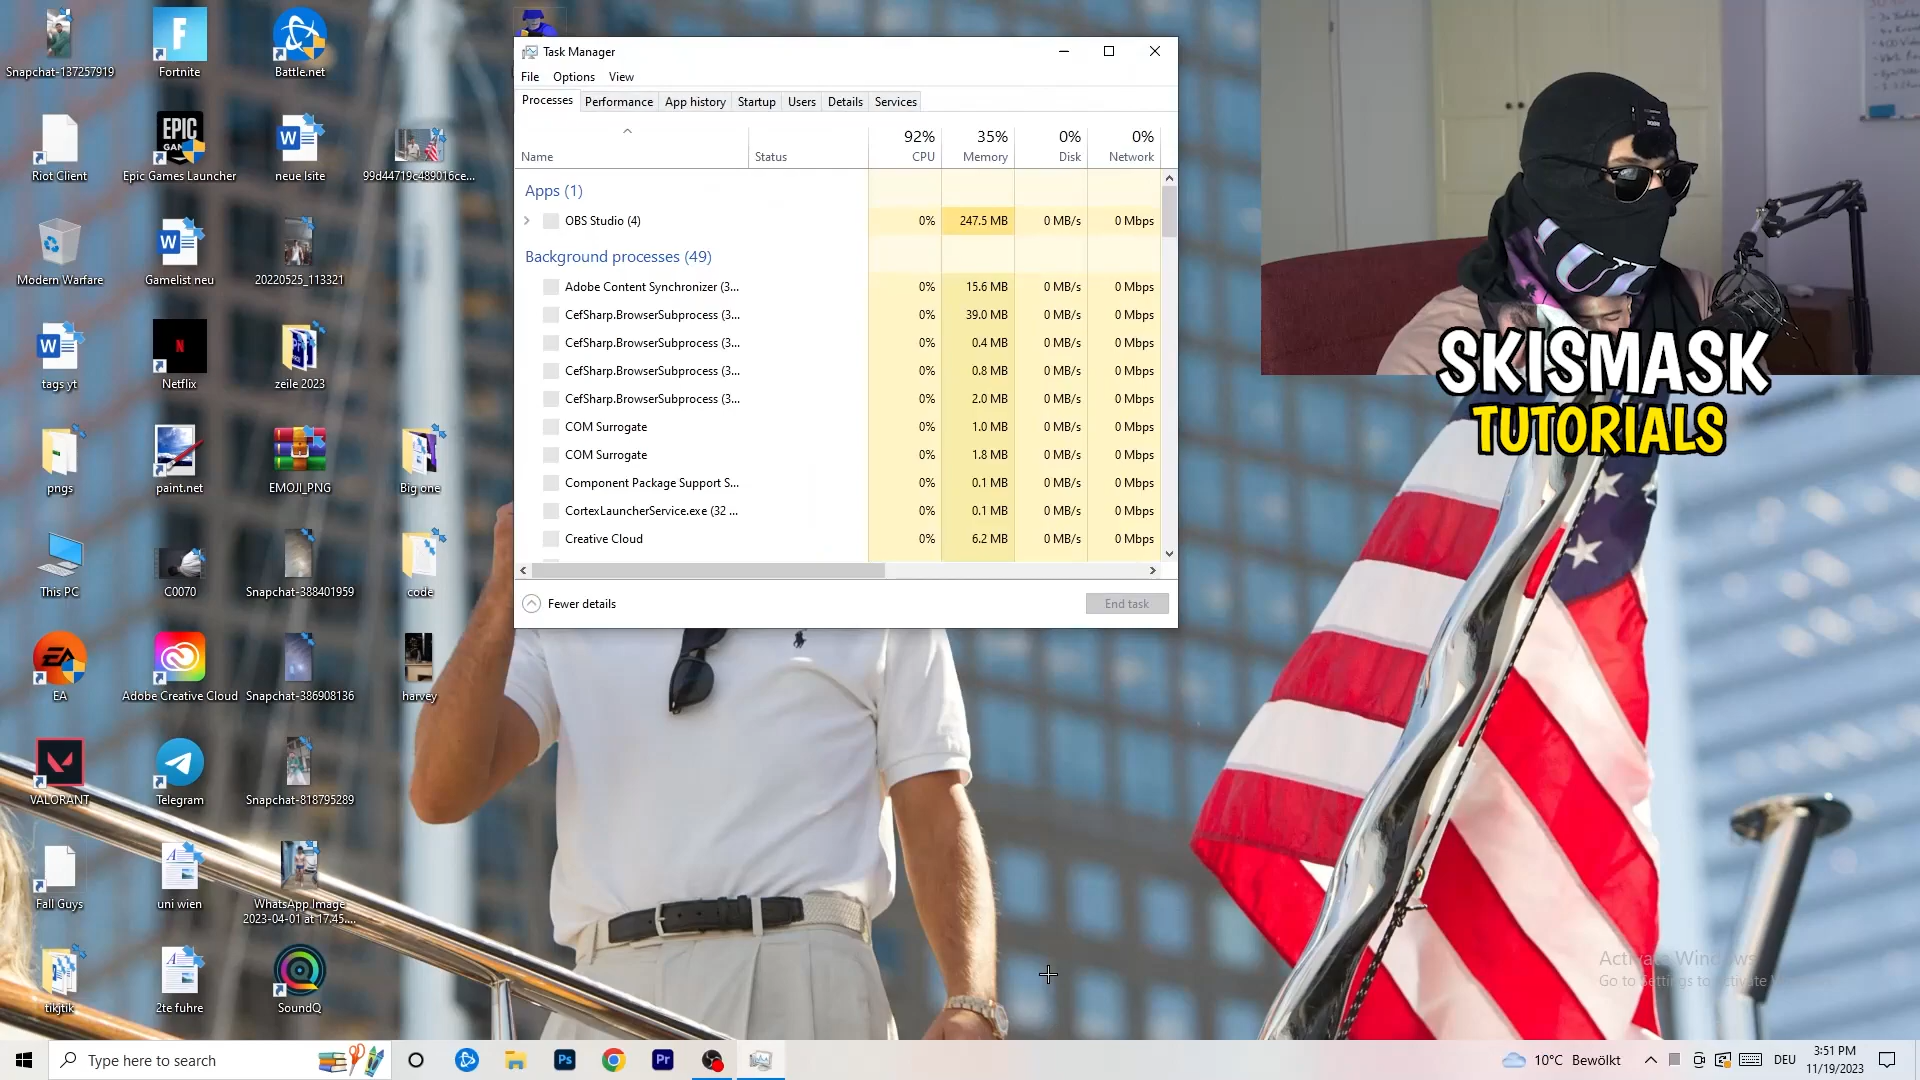 Snapchat-137257919
Fortnite
Battle.net
Riot Client
EPIC
GAMES
Epic Games Launcher
neue lsite
99d44719c489016ce...
Modern Warfare
Gamelist neu
20220525_113321
tags yt
N
Netflix
zeile 2023
pngs
paint.net
EMOJI_PNG
Big one
This PC
C0070
Snapchat-388401959
code
EA
EA
Adobe Creative Cloud
Snapchat-386908136
harvey
VALORANT
Telegram
Snapchat-818795289
Fall Guys
uni wien
WhatsApp Image
2023-04-01 at 17.45....
tikjtik
2te fuhre
SoundQ
Task Manager
File Options View
Processes Performance App history Startup Users Details Services
92% 35% 0% 0%
Name Status CPU Memory Disk Network
Apps (1)
OBS Studio (4) 0% 247.5 MB 0 MB/s 0 Mbps
Background processes (49)
Adobe Content Synchronizer (3... 0% 15.6 MB 0 MB/s 0 Mbps
CefSharp.BrowserSubprocess (3... 0% 39.0 MB 0 MB/s 0 Mbps
CefSharp.BrowserSubprocess (3... 0% 0.4 MB 0 MB/s 0 Mbps
CefSharp.BrowserSubprocess (3... 0% 0.8 MB 0 MB/s 0 Mbps
CefSharp.BrowserSubprocess (3... 0% 2.0 MB 0 MB/s 0 Mbps
COM Surrogate 0% 1.0 MB 0 MB/s 0 Mbps
COM Surrogate 0% 1.8 MB 0 MB/s 0 Mbps
Component Package Support S... 0% 0.1 MB 0 MB/s 0 Mbps
CortexLauncherService.exe (32 ... 0% 0.1 MB 0 MB/s 0 Mbps
Creative Cloud 0% 6.2 MB 0 MB/s 0 Mbps
Fewer details End task
SKISMASK
TUTORIALS
Activate Windows
Go to Settings to activate
Type here to search
Ps
Pr
10°C Bewölkt
DEU
3:51 PM
11/19/2023